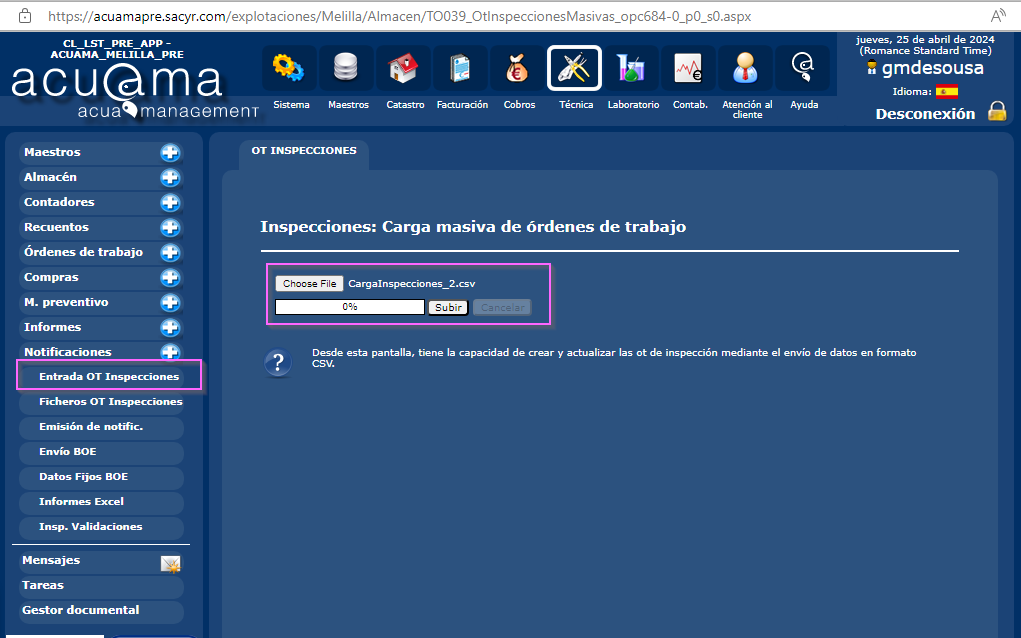 https://acuamapre.sacyr.com/explotaciones/Melilla/Almacen/TO039_OtInspeccionesMasivas_opc684-0_p0_s0.aspx
CL_LST_PRE_APP -
ACUAMA_MELILLA_PRE
acuama
acua management
Sistema
Maestros
Catastro
Facturación
Cobros
Técnica
Laboratorio
Contab.
Atención al
cliente
Ayuda
jueves, 25 de abril de 2024
(Romance Standard Time)
gmdesousa
Idioma:
Desconexión
Maestros
Almacén
Contadores
Recuentos
Órdenes de trabajo
Compras
M. preventivo
Informes
Notificaciones
Entrada OT Inspecciones
Ficheros OT Inspecciones
Emisión de notific.
Envío BOE
Datos Fijos BOE
Informes Excel
Insp. Validaciones
Mensajes
Tareas
Gestor documental
OT INSPECCIONES
Inspecciones: Carga masiva de órdenes de trabajo
Choose File CargaInspecciones_2.csv
0% Subir Cancelar
? Desde esta pantalla, tiene la capacidad de crear y actualizar las ot de inspección mediante el envío de datos en formato
CSV.